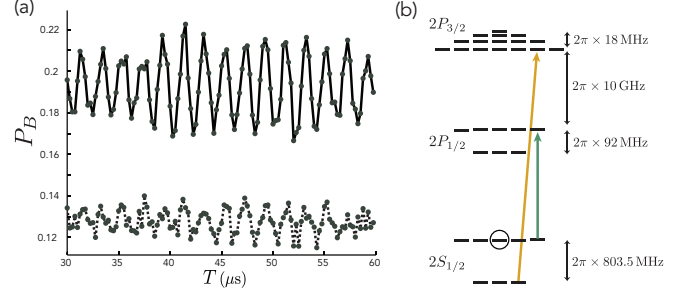 (a)
0.22
0.2
0.18
0.16
0.14
0.12
P_B
30
35
40
45
50
55
60
T (μs)
(b)
2P_{3/2}
2π × 18 MHz
2π × 10 GHz
2P_{1/2}
2π × 92 MHz
2S_{1/2}
2π × 803.5 MHz